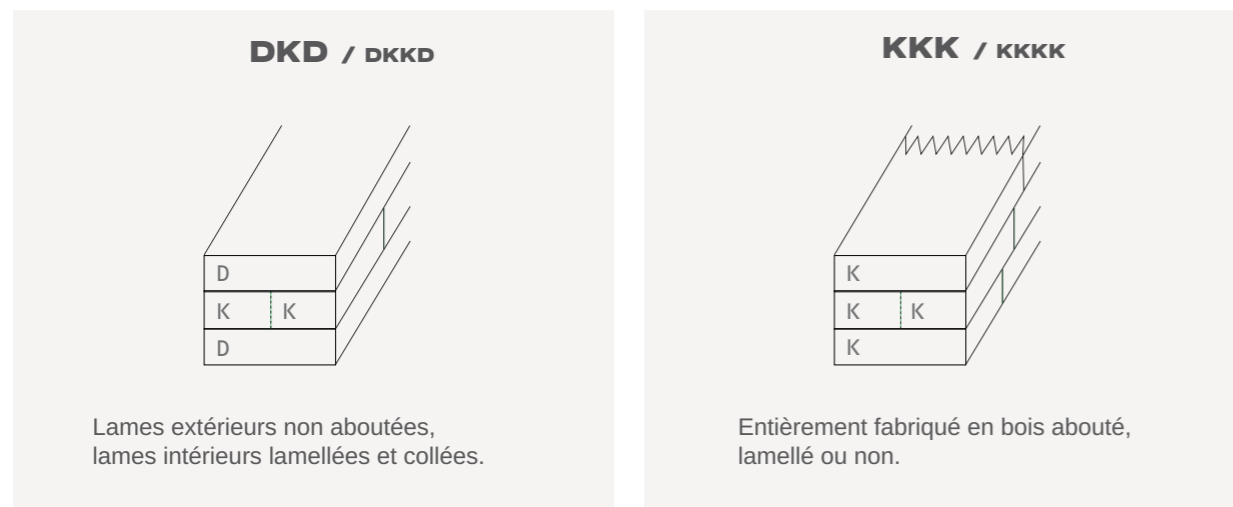 DKD / DKKD
D
K K
D
Lames extérieurs non aboutées,
lames intérieurs lamellées et collées.
KKK / KKKK
K
K K
K
Entièrement fabriqué en bois abouté,
lamellé ou non.